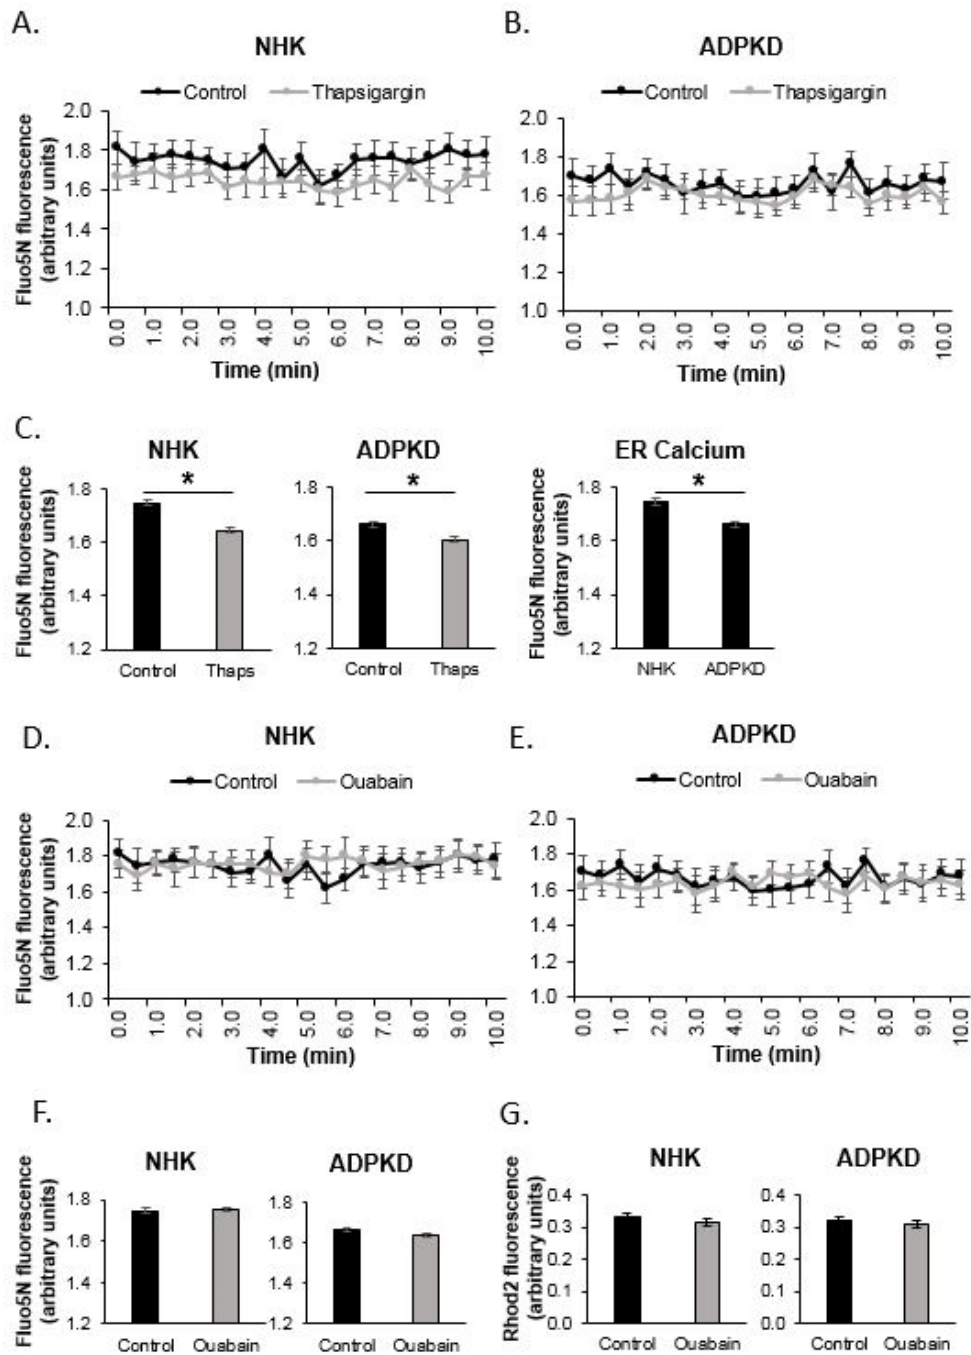 A.
NHK
Control Thapsigargin
Fluo5N fluorescence
(arbitrary units)
2.0
1.8
1.6
1.4
1.2
1.0
0.0 1.0 2.0 3.0 4.0 5.0 6.0 7.0 8.0 9.0 10.0
Time (min)
B.
ADPKD
Control Thapsigargin
2.0
1.8
1.6
1.4
1.2
1.0
0.0 1.0 2.0 3.0 4.0 5.0 6.0 7.0 8.0 9.0 10.0
Time (min)
C.
NHK
Fluo5N fluorescence
(arbitrary units)
*
1.8
1.6
1.4
1.2
Control Thaps
ADPKD
*
1.8
1.6
1.4
1.2
Control Thaps
ER Calcium
Fluo5N fluorescence
(arbitrary units)
*
1.8
1.6
1.4
1.2
NHK ADPKD
D.
NHK
Control Ouabain
Fluo5N fluorescence
(arbitrary units)
2.0
1.8
1.6
1.4
1.2
1.0
0.0 1.0 2.0 3.0 4.0 5.0 6.0 7.0 8.0 9.0 10.0
Time (min)
E.
ADPKD
Control Ouabain
2.0
1.8
1.6
1.4
1.2
1.0
0.0 1.0 2.0 3.0 4.0 5.0 6.0 7.0 8.0 9.0 10.0
Time (min)
F.
NHK
Fluo5N fluorescence
(arbitrary units)
1.8
1.6
1.4
1.2
Control Ouabain
ADPKD
1.8
1.6
1.4
1.2
Control Ouabain
G.
NHK
Rhod2 fluorescence
(arbitrary units)
0.4
0.3
0.2
0.1
0.0
Control Ouabain
ADPKD
0.4
0.3
0.2
0.1
0.0
Control Ouabain